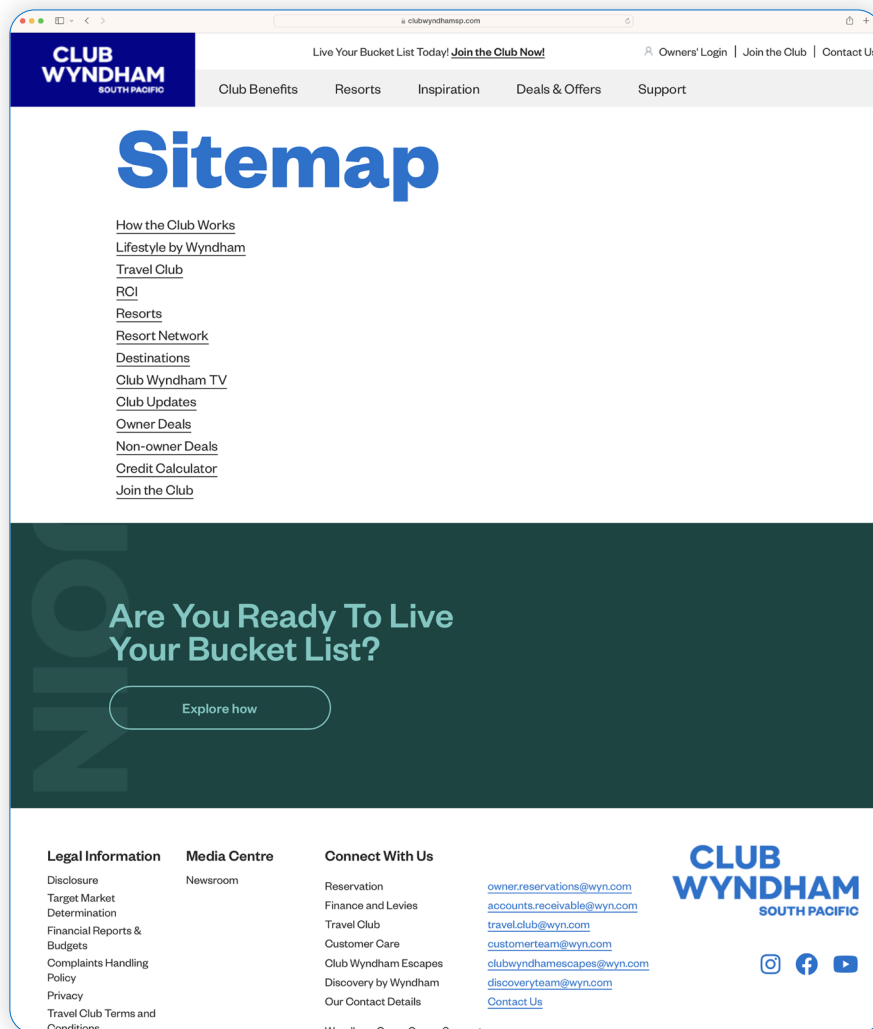 clubwyndhamsp.com
CLUB
WYNDHAM
SOUTH PACIFIC
Live Your Bucket List Today! Join the Club Now!
Owners' Login | Join the Club | Contact Us
Club Benefits
Resorts
Inspiration
Deals & Offers
Support
Sitemap
How the Club Works
Lifestyle by Wyndham
Travel Club
RCI
Resorts
Resort Network
Destinations
Club Wyndham TV
Club Updates
Owner Deals
Non-owner Deals
Credit Calculator
Join the Club
JOIN
Are You Ready To Live
Your Bucket List?
Explore how
Legal Information
Disclosure
Target Market
Determination
Financial Reports &
Budgets
Complaints Handling
Policy
Privacy
Travel Club Terms and
Conditions
Media Centre
Newsroom
Connect With Us
Reservation owner.reservations@wyn.com
Finance and Levies accounts.receivable@wyn.com
Travel Club travel.club@wyn.com
Customer Care customerteam@wyn.com
Club Wyndham Escapes clubwyndhamescapes@wyn.com
Discovery by Wyndham discoveryteam@wyn.com
Our Contact Details Contact Us
CLUB
WYNDHAM
SOUTH PACIFIC